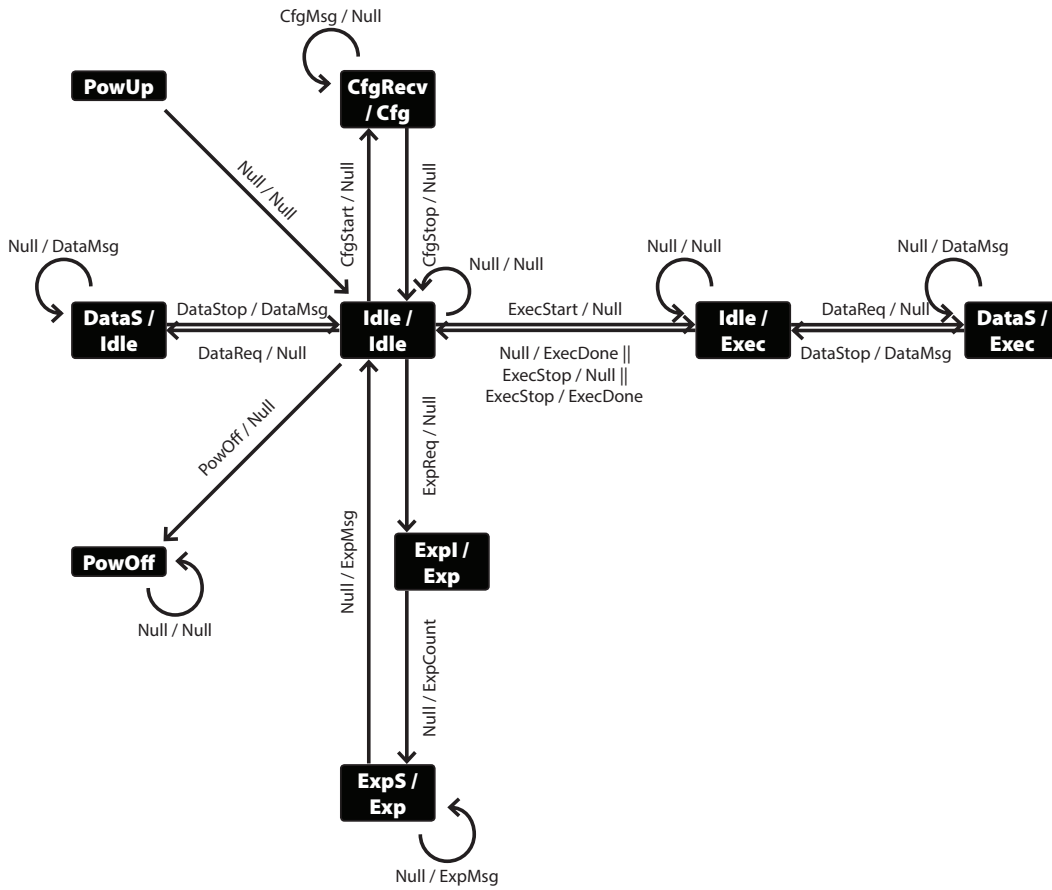 CfgMsg / Null
PowUp
CfgRecv
/ Cfg
Null / Null
CfgStart / Null
CfgStop / Null
Null / DataMsg
Null / Null
Null / Null
Null / DataMsg
DataS /
Idle
DataStop / DataMsg
DataReq / Null
Idle /
Idle
ExecStart / Null
Null / ExecDone ||
ExecStop / Null ||
ExecStop / ExecDone
Idle /
Exec
DataReq / Null
DataStop / DataMsg
DataS /
Exec
PowOff / Null
ExpReq / Null
PowOff
Null / Null
Null / ExpMsg
ExpI /
Exp
Null / ExpCount
ExpS /
Exp
Null / ExpMsg